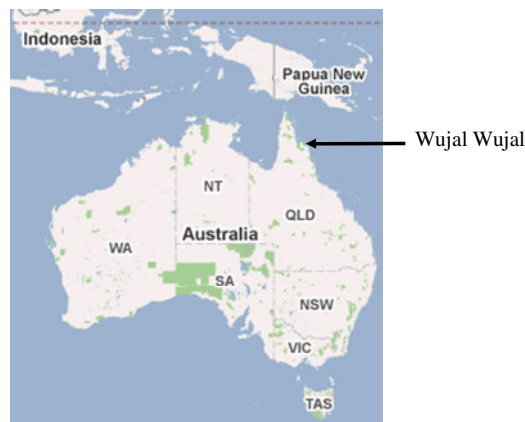 Indonesia
Papua New
Guinea
Wujal Wujal
NT
QLD
Australia
WA
SA
NSW
VIC
TAS